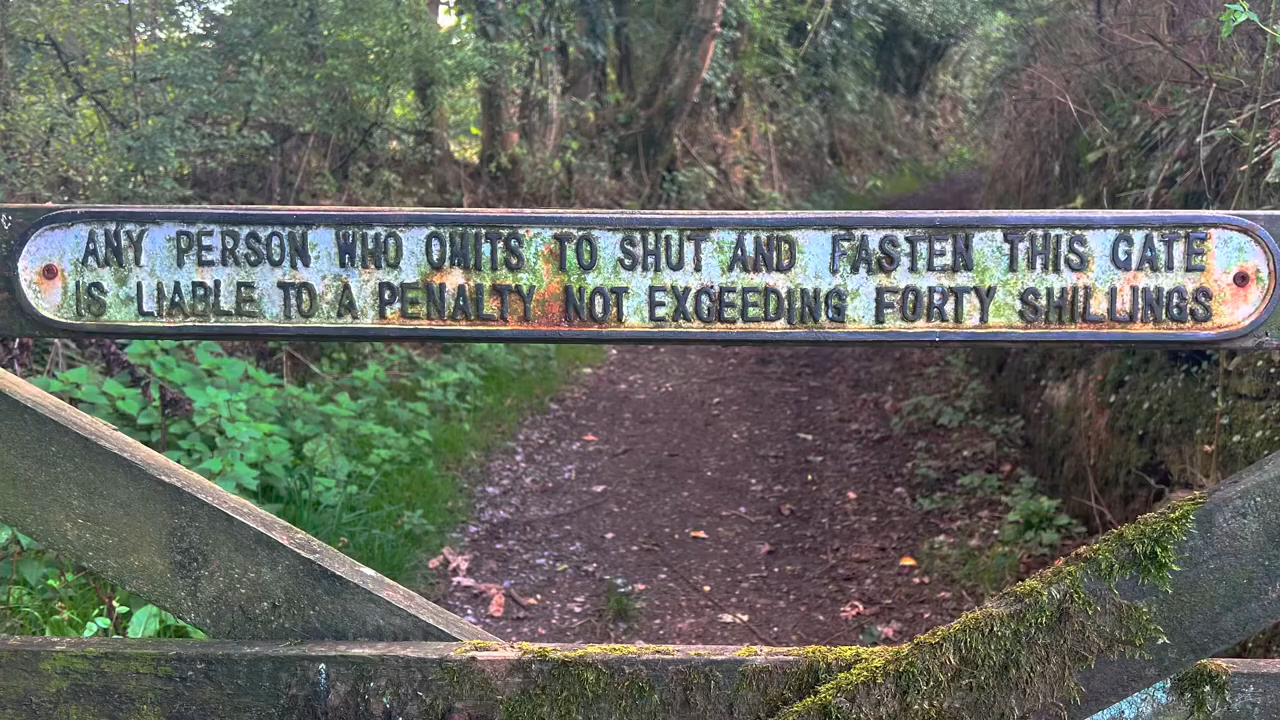 ANY PERSON WHO OMITS TO SHUT AND FASTEN THIS GATE
IS LIABLE TO A PENALTY NOT EXCEEDING FORTY SHILLINGS